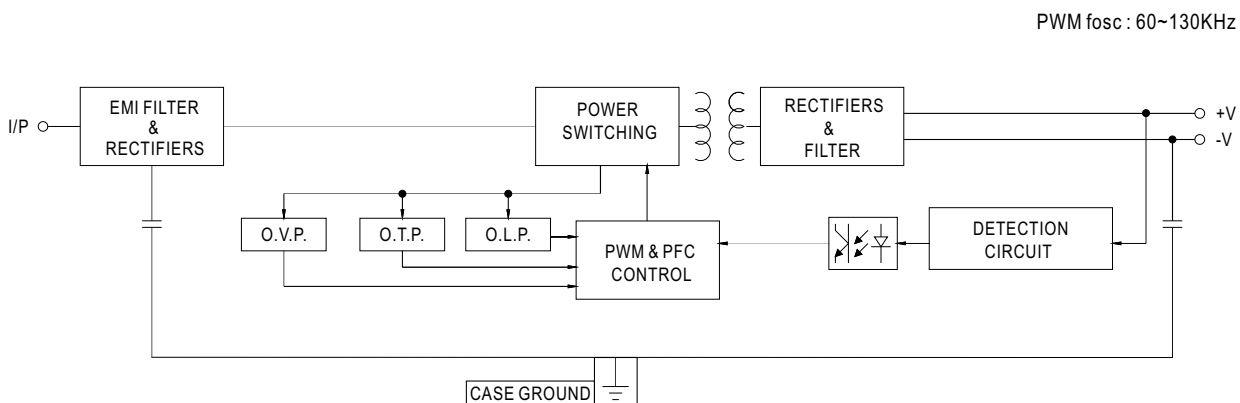 PWM fosc : 60~130KHz
I/P
EMI FILTER
&
RECTIFIERS
POWER
SWITCHING
RECTIFIERS
&
FILTER
+V
-V
O.V.P.
O.T.P.
O.L.P.
PWM & PFC
CONTROL
DETECTION
CIRCUIT
CASE GROUND